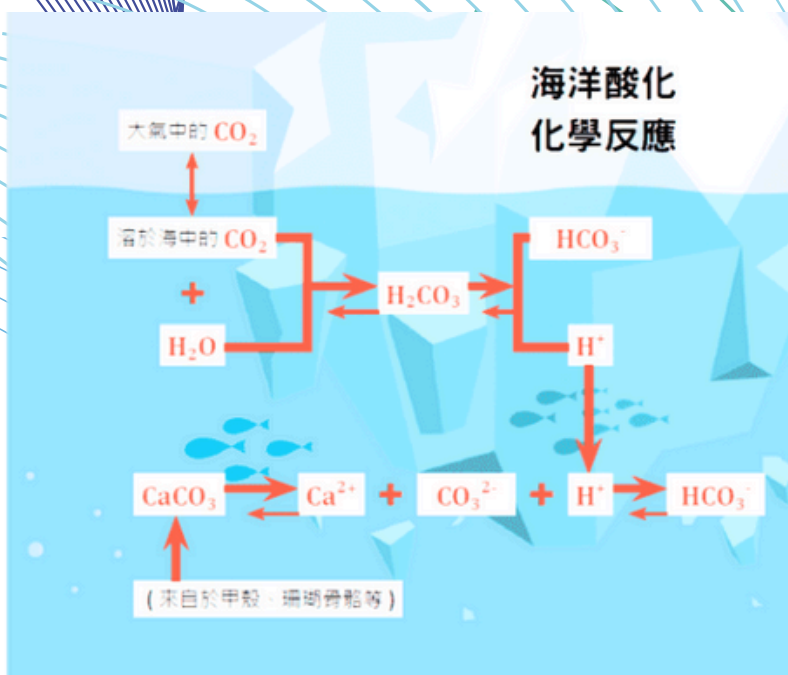 海洋酸化
化學反應
大氣中的 CO₂
溶於海中的 CO₂
+
H₂O
H₂CO₃
HCO₃⁻
H⁺
CaCO₃
Ca²⁺ + CO₃²⁻ + H⁺
HCO₃⁻
(來自於甲殼、珊瑚骨骼等)